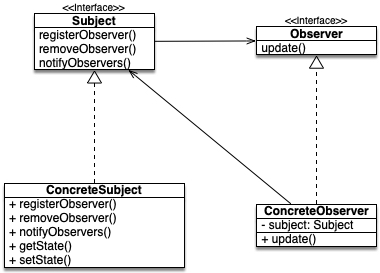 <<Interface>>
Subject
registerObserver()
removeObserver()
notifyObservers()
<<Interface>>
Observer
update()
ConcreteSubject
+ registerObserver()
+ removeObserver()
+ notifyObservers()
+ getState()
+ setState()
ConcreteObserver
- subject: Subject
+ update()